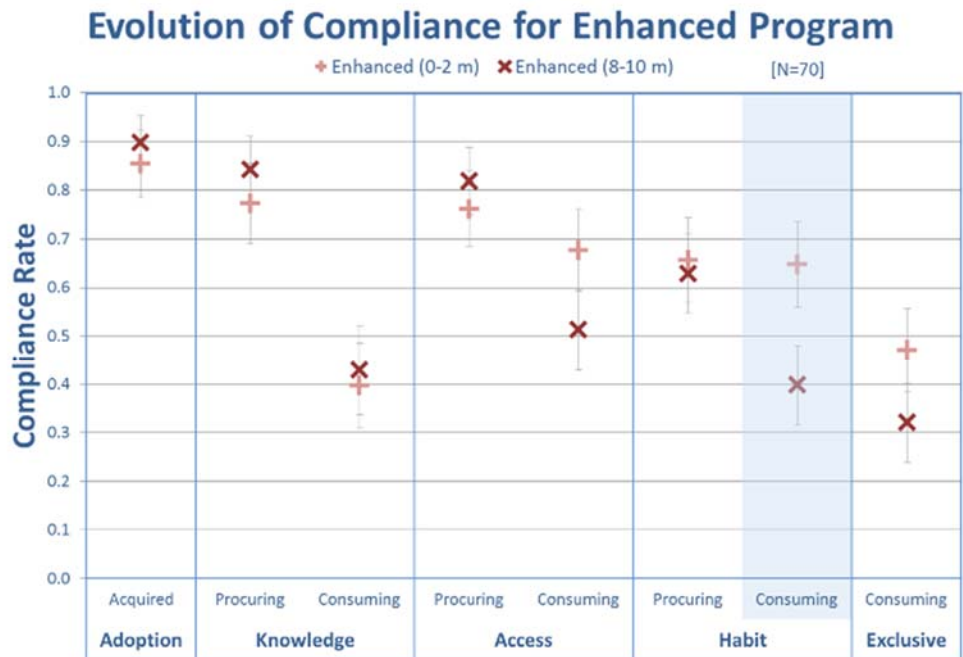 Evolution of Compliance for Enhanced Program
Enhanced (0-2 m) Enhanced (8-10 m) [N=70]
Compliance Rate
1.0
0.9
0.8
0.7
0.6
0.5
0.4
0.3
0.2
0.1
0.0
Acquired Procuring Consuming Procuring Consuming Procuring Consuming Consuming
Adoption Knowledge Access Habit Exclusive